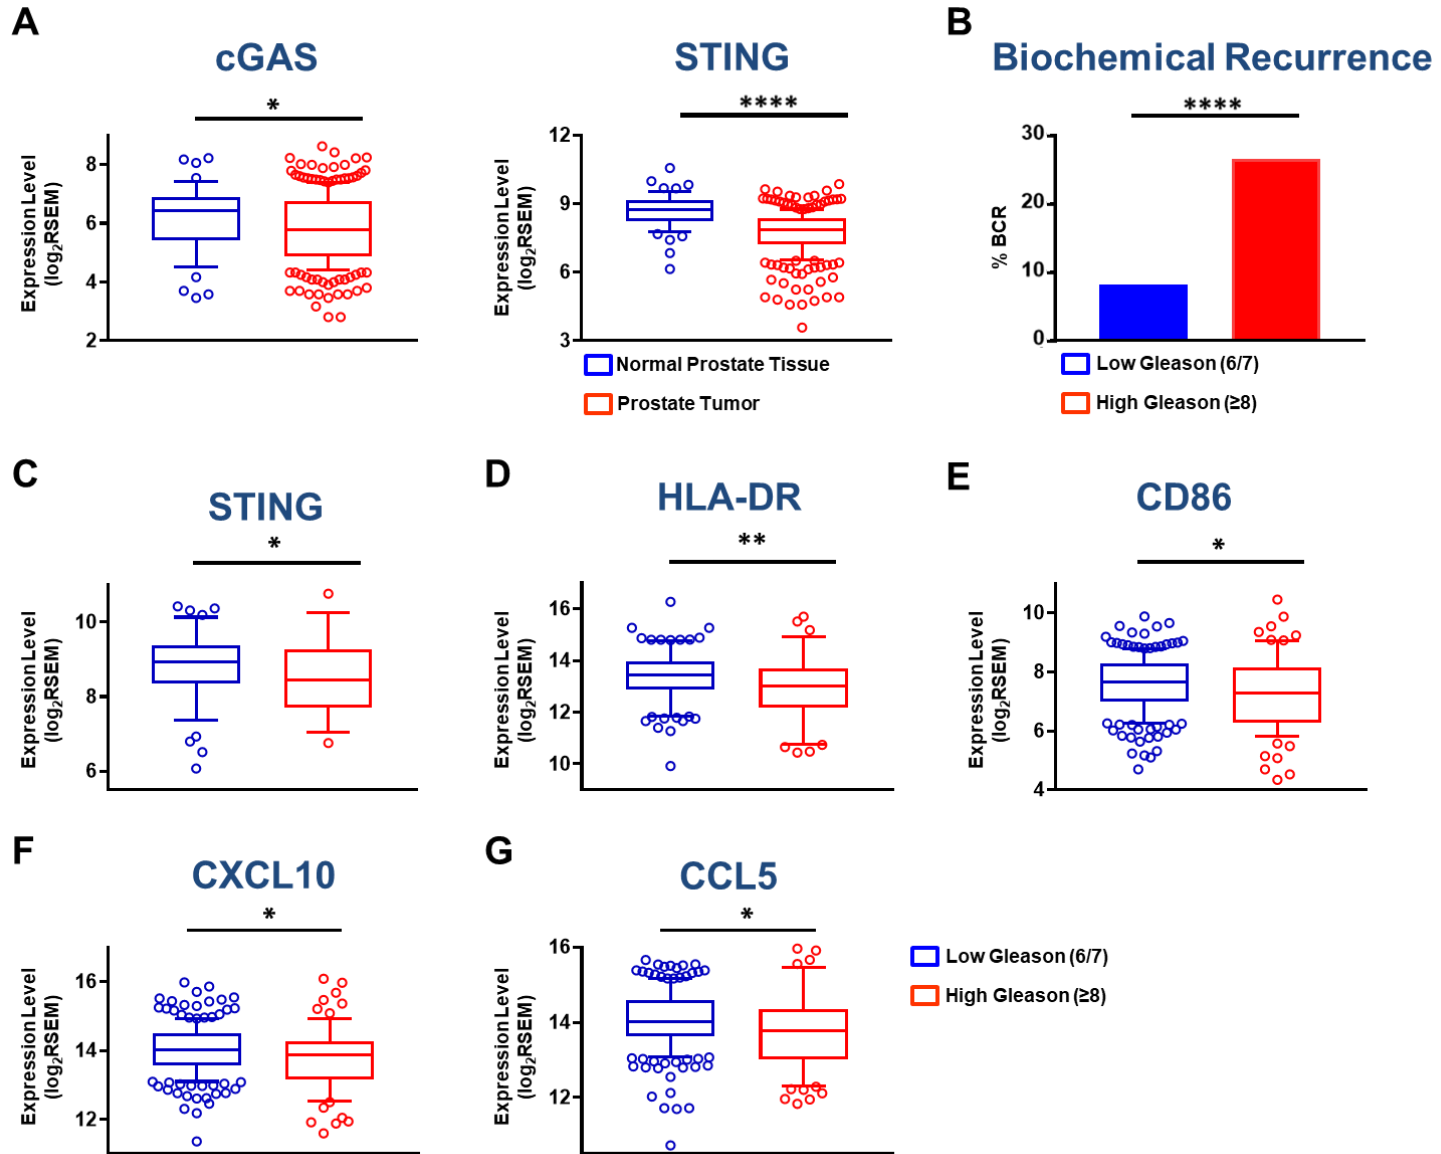 A
cGAS
*
Expression Level
(log2RSEM)
8
6
4
2
STING
****
Expression Level
(log2RSEM)
12
9
6
3
Normal Prostate Tissue
Prostate Tumor
B
Biochemical Recurrence
****
% BCR
30
20
10
0
Low Gleason (6/7)
High Gleason (≥8)
C
STING
*
Expression Level
(log2RSEM)
10
8
6
D
HLA-DR
**
Expression Level
(log2RSEM)
16
14
12
10
E
CD86
*
Expression Level
(log2RSEM)
10
8
6
4
F
CXCL10
*
Expression Level
(log2RSEM)
16
14
12
G
CCL5
*
Expression Level
(log2RSEM)
16
14
12
Low Gleason (6/7)
High Gleason (≥8)